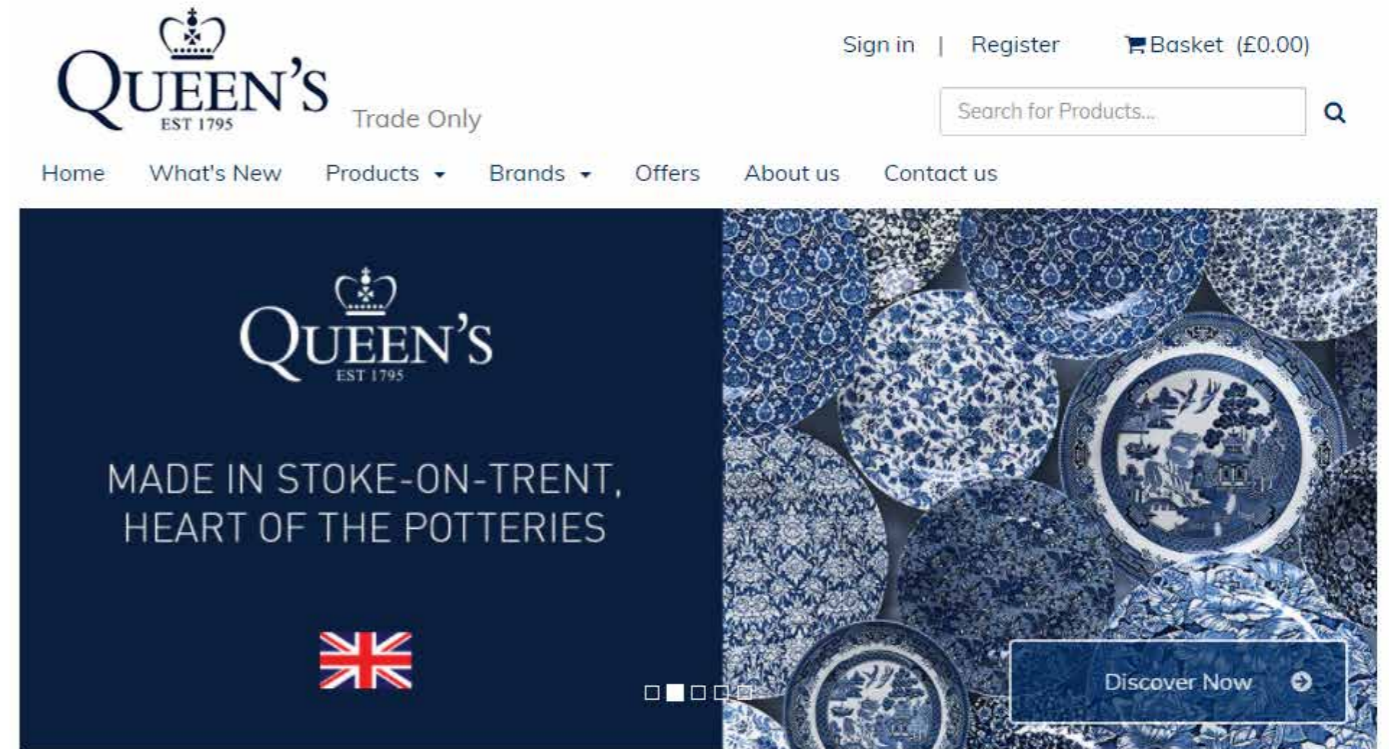 QUEEN'S
EST 1795
Trade Only
Sign in | Register Basket (£0.00)
Search for Products...
Home What's New Products Brands Offers About us Contact us
QUEEN'S
EST 1795
MADE IN STOKE-ON-TRENT,
HEART OF THE POTTERIES
Discover Now